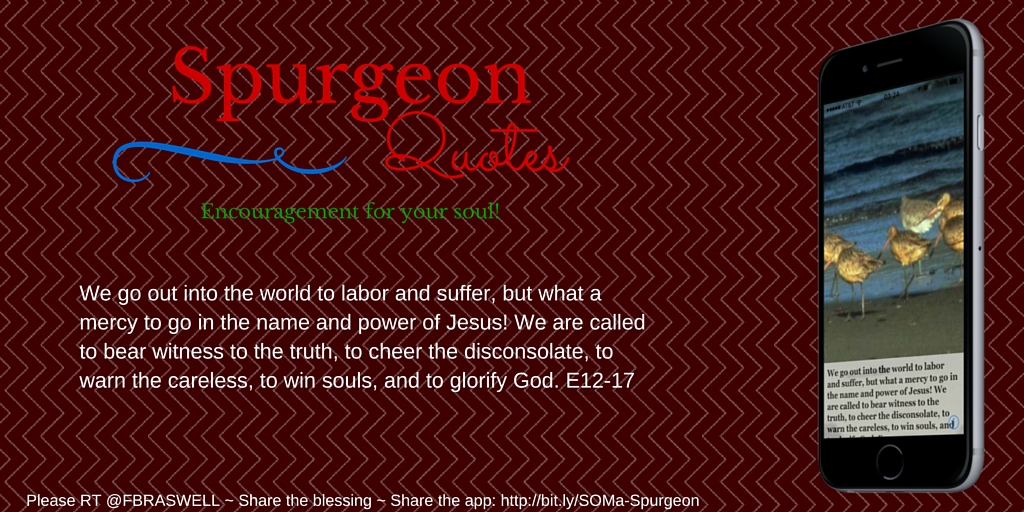 Spurgeon
Quotes
Encouragement for your soul!
We go out into the world to labor and suffer, but what a
mercy to go in the name and power of Jesus! We are called
to bear witness to the truth, to cheer the disconsolate, to
warn the careless, to win souls, and to glorify God. E12-17
Please RT @FBRASWELL ~ Share the blessing ~ Share the app: http://bit.ly/SOMa-Spurgeon
AT&T 03:24
We go out into the world to labor
and suffer, but what a mercy to go in
the name and power of Jesus! We
are called to bear witness to the
truth, to cheer the disconsolate, to
warn the careless, to win souls, and